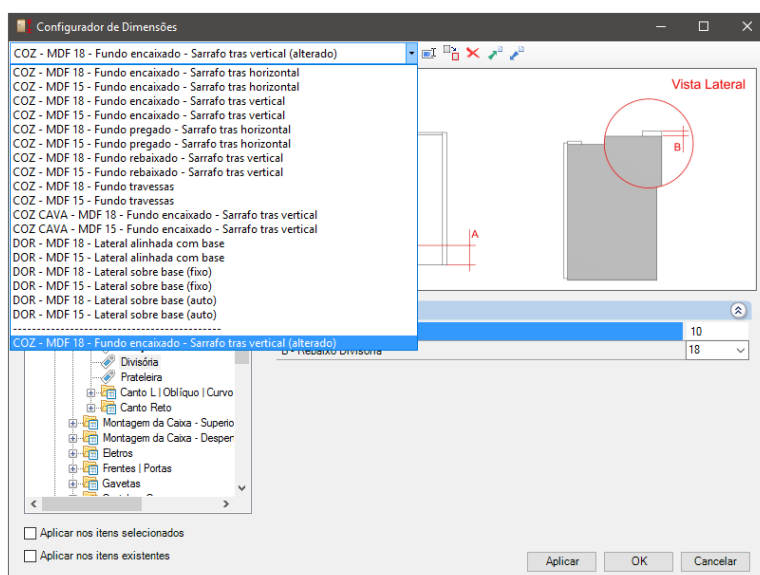 Configurador de Dimensões
COZ - MDF 18 - Fundo encaixado - Sarrafo tras vertical (alterado)
COZ - MDF 18 - Fundo encaixado - Sarrafo tras horizontal
COZ - MDF 15 - Fundo encaixado - Sarrafo tras horizontal
COZ - MDF 18 - Fundo encaixado - Sarrafo tras vertical
COZ - MDF 15 - Fundo encaixado - Sarrafo tras vertical
COZ - MDF 18 - Fundo pregado - Sarrafo tras horizontal
COZ - MDF 15 - Fundo pregado - Sarrafo tras horizontal
COZ - MDF 18 - Fundo rebaixado - Sarrafo tras vertical
COZ - MDF 15 - Fundo rebaixado - Sarrafo tras vertical
COZ - MDF 18 - Fundo travessas
COZ - MDF 15 - Fundo travessas
COZ CAVA - MDF 18 - Fundo encaixado - Sarrafo tras vertical
COZ CAVA - MDF 15 - Fundo encaixado - Sarrafo tras vertical
DOR - MDF 18 - Lateral alinhada com base
DOR - MDF 15 - Lateral alinhada com base
DOR - MDF 18 - Lateral sobre base (fixo)
DOR - MDF 15 - Lateral sobre base (fixo)
DOR - MDF 18 - Lateral sobre base (auto)
DOR - MDF 15 - Lateral sobre base (auto)
--------------------------------------------
COZ - MDF 18 - Fundo encaixado - Sarrafo tras vertical (alterado)
Vista Lateral
B
A
10
B - Rebaixo Divisória
18
Divisória
Prateleira
Canto L | Oblíquo | Curvo
Canto Reto
Montagem da Caixa - Superio
Montagem da Caixa - Despen
Eletros
Frentes | Portas
Gavetas
Aplicar nos itens selecionados
Aplicar nos itens existentes
Aplicar
OK
Cancelar